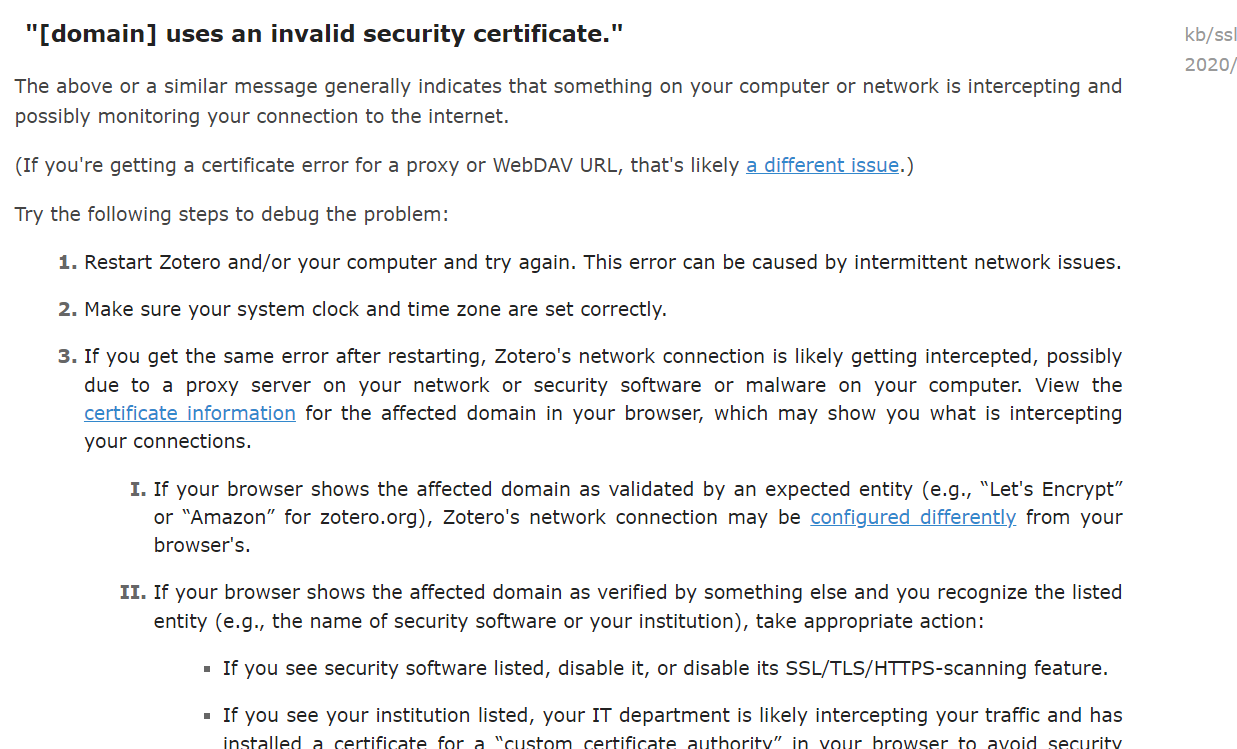 "[domain] uses an invalid security certificate."
kb/ssl
2020/
The above or a similar message generally indicates that something on your computer or network is intercepting and
possibly monitoring your connection to the internet.
(If you're getting a certificate error for a proxy or WebDAV URL, that's likely a different issue.)
Try the following steps to debug the problem:
1. Restart Zotero and/or your computer and try again. This error can be caused by intermittent network issues.
2. Make sure your system clock and time zone are set correctly.
3. If you get the same error after restarting, Zotero's network connection is likely getting intercepted, possibly
due to a proxy server on your network or security software or malware on your computer. View the
certificate information for the affected domain in your browser, which may show you what is intercepting
your connections.
I. If your browser shows the affected domain as validated by an expected entity (e.g., “Let's Encrypt”
or “Amazon” for zotero.org), Zotero's network connection may be configured differently from your
browser's.
II. If your browser shows the affected domain as verified by something else and you recognize the listed
entity (e.g., the name of security software or your institution), take appropriate action:
▪ If you see security software listed, disable it, or disable its SSL/TLS/HTTPS-scanning feature.
▪ If you see your institution listed, your IT department is likely intercepting your traffic and has
installed a certificate for a “custom certificate authority” in your browser to avoid security